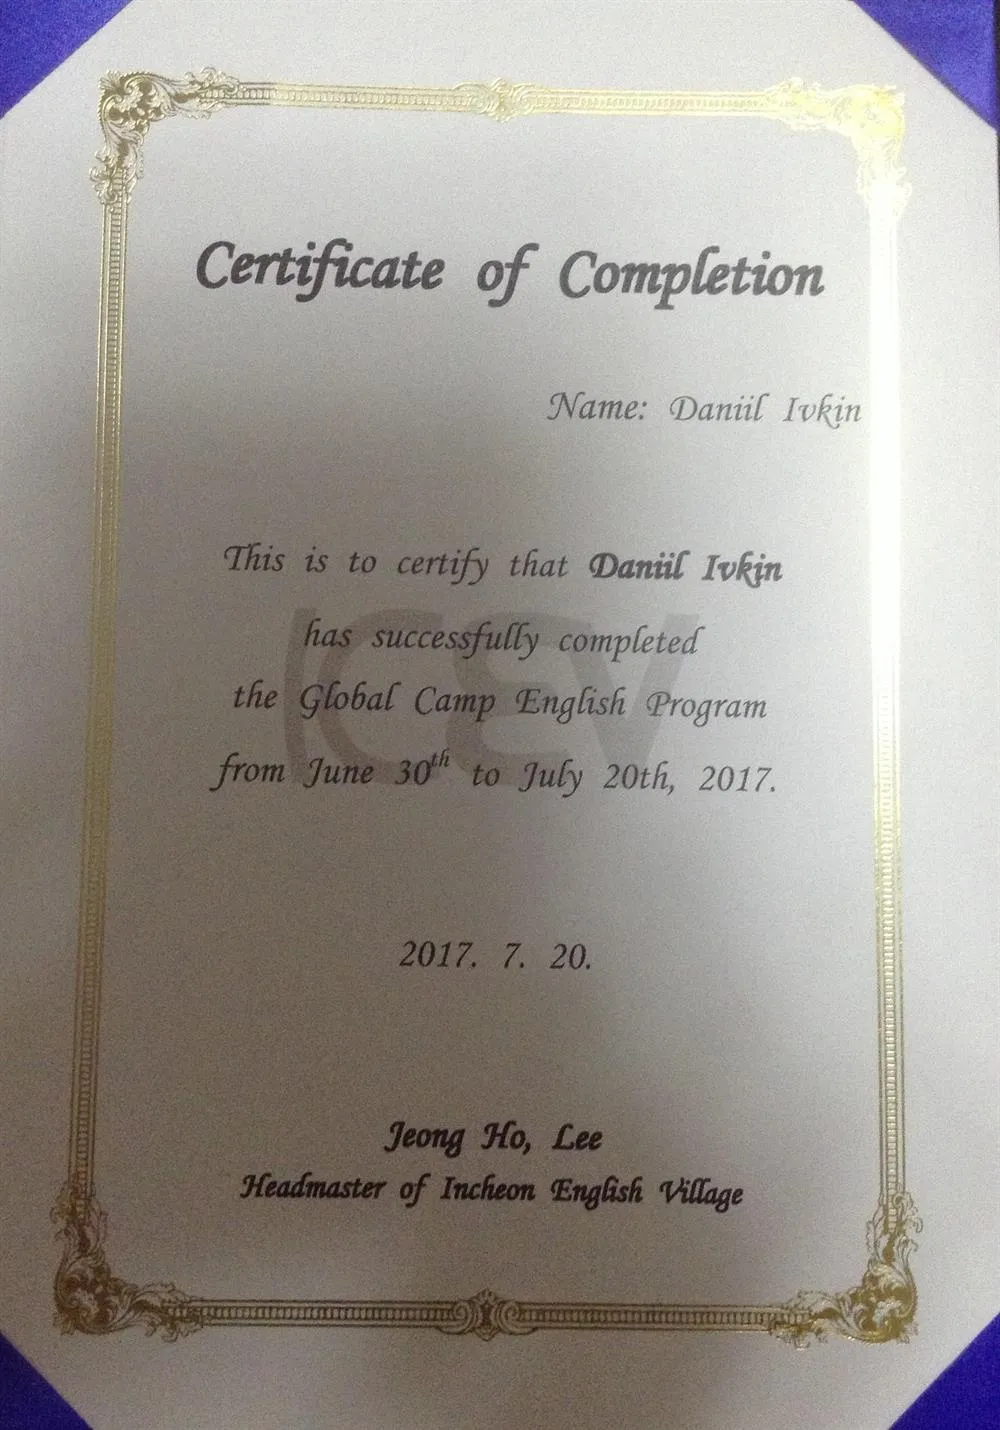 Certificate of Completion
Name: Daniil Ivkin
This is to certify that Daniil Ivkin
has successfully completed
the Global Camp English Program
from June 30th to July 20th, 2017.
ICEV
2017. 7. 20.
Jeong Ho, Lee
Headmaster of Incheon English Village